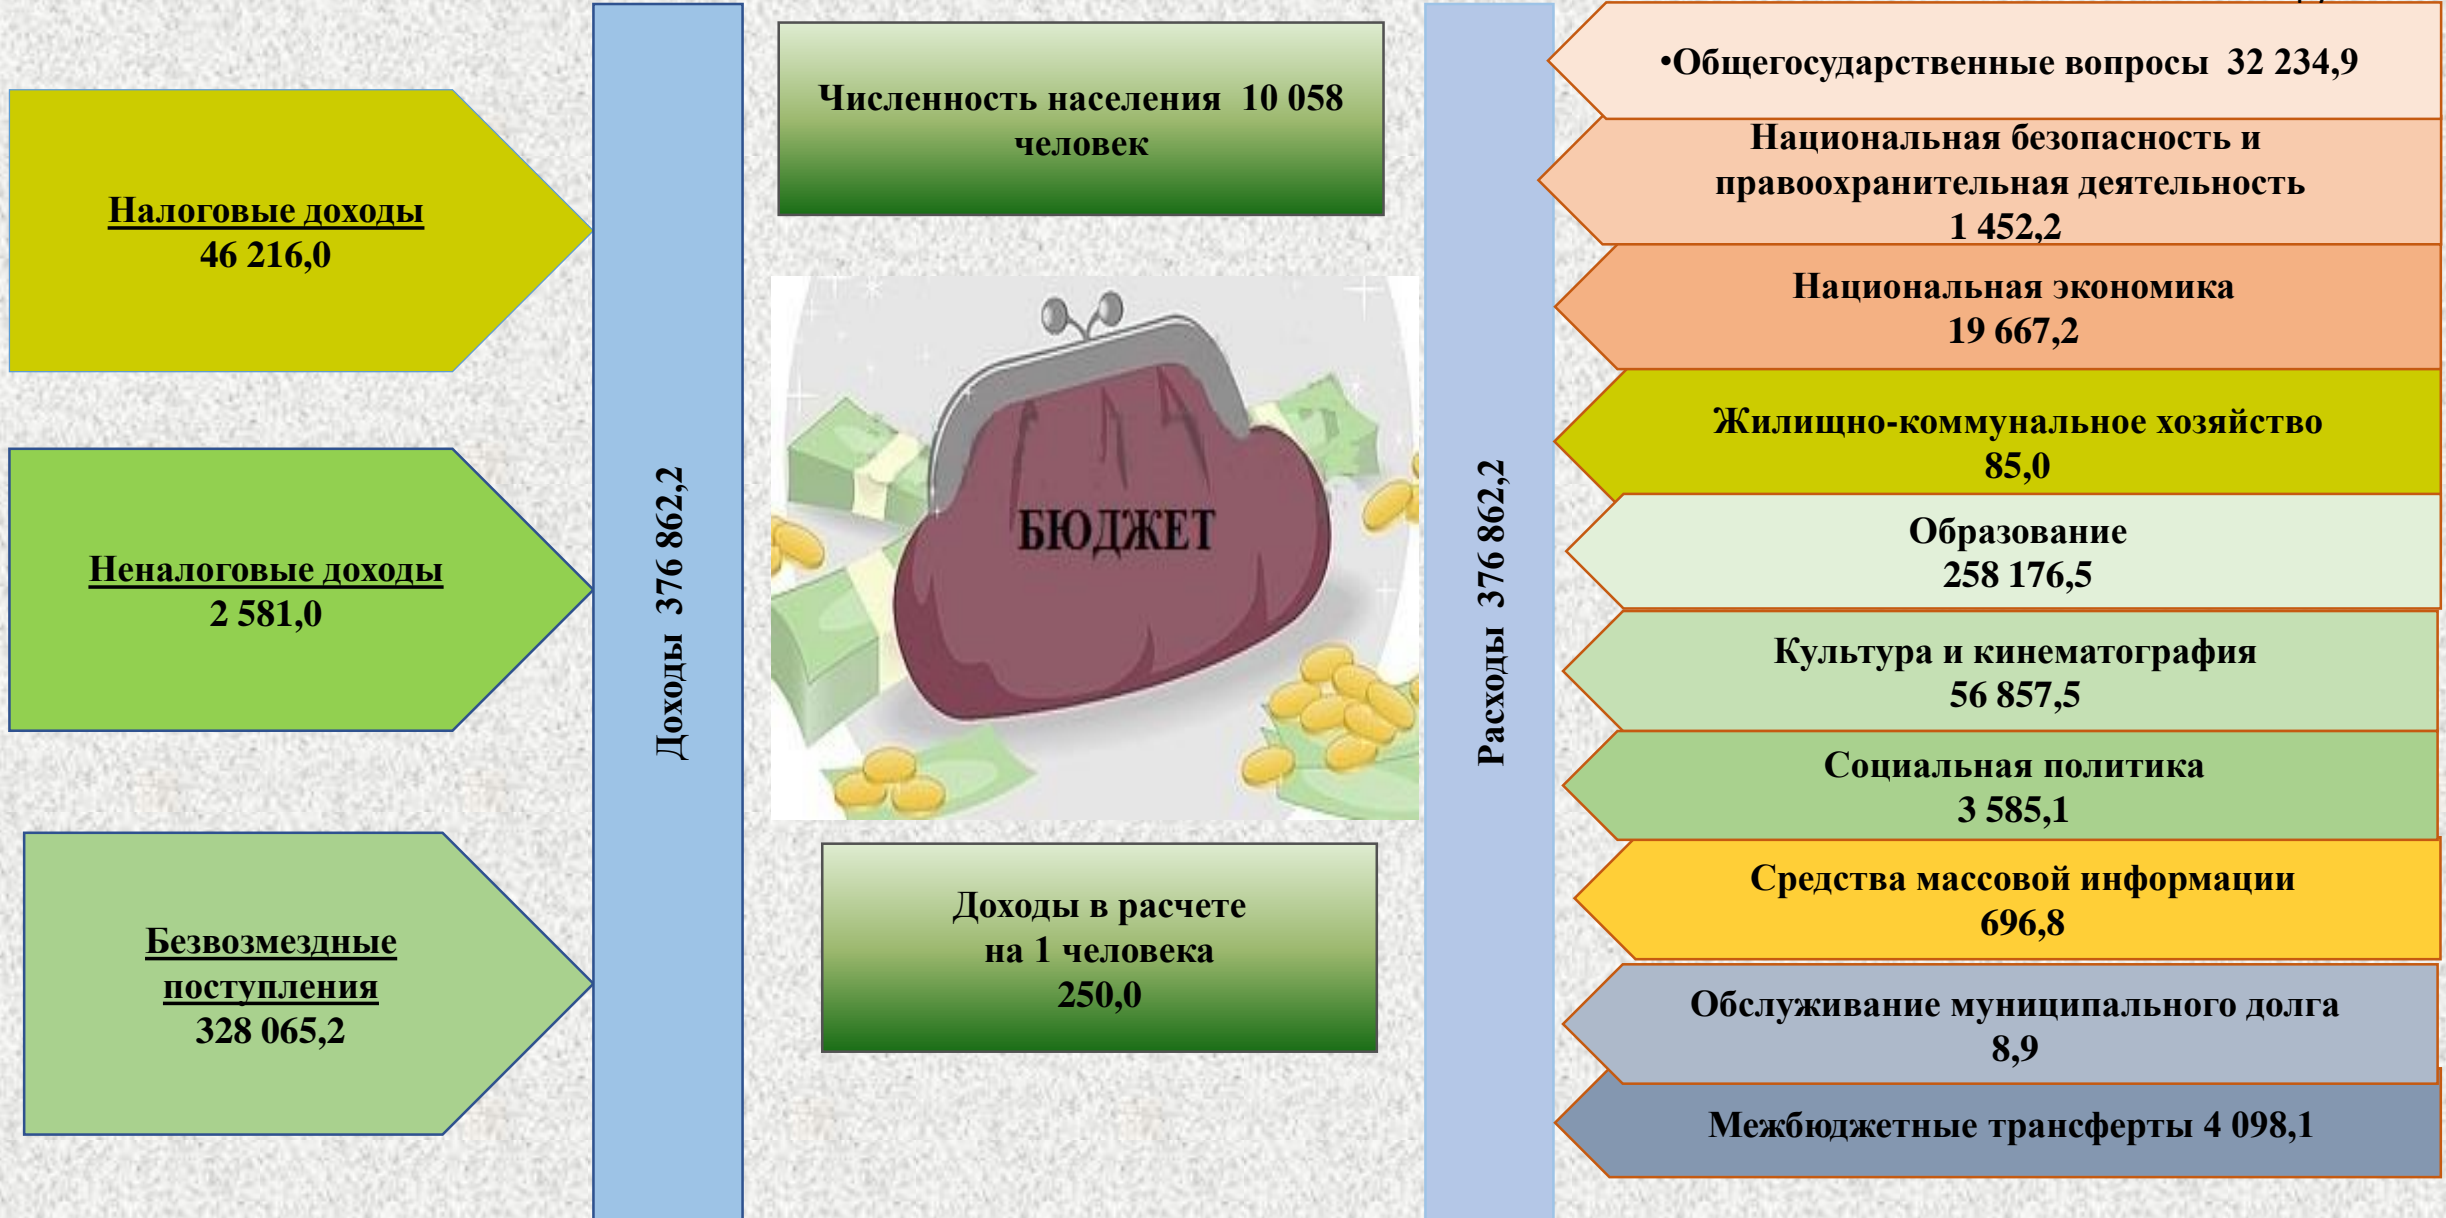 Налоговые доходы
46 216,0
Неналоговые доходы
2 581,0
Безвозмездные
поступления
328 065,2
Доходы 376 862,2
Численность населения 10 058
человек
БЮДЖЕТ
Доходы в расчете
на 1 человека
250,0
Расходы 376 862,2
•Общегосударственные вопросы 32 234,9
Национальная безопасность и
правоохранительная деятельность
1 452,2
Национальная экономика
19 667,2
Жилищно-коммунальное хозяйство
85,0
Образование
258 176,5
Культура и кинематография
56 857,5
Социальная политика
3 585,1
Средства массовой информации
696,8
Обслуживание муниципального долга
8,9
Межбюджетные трансферты 4 098,1